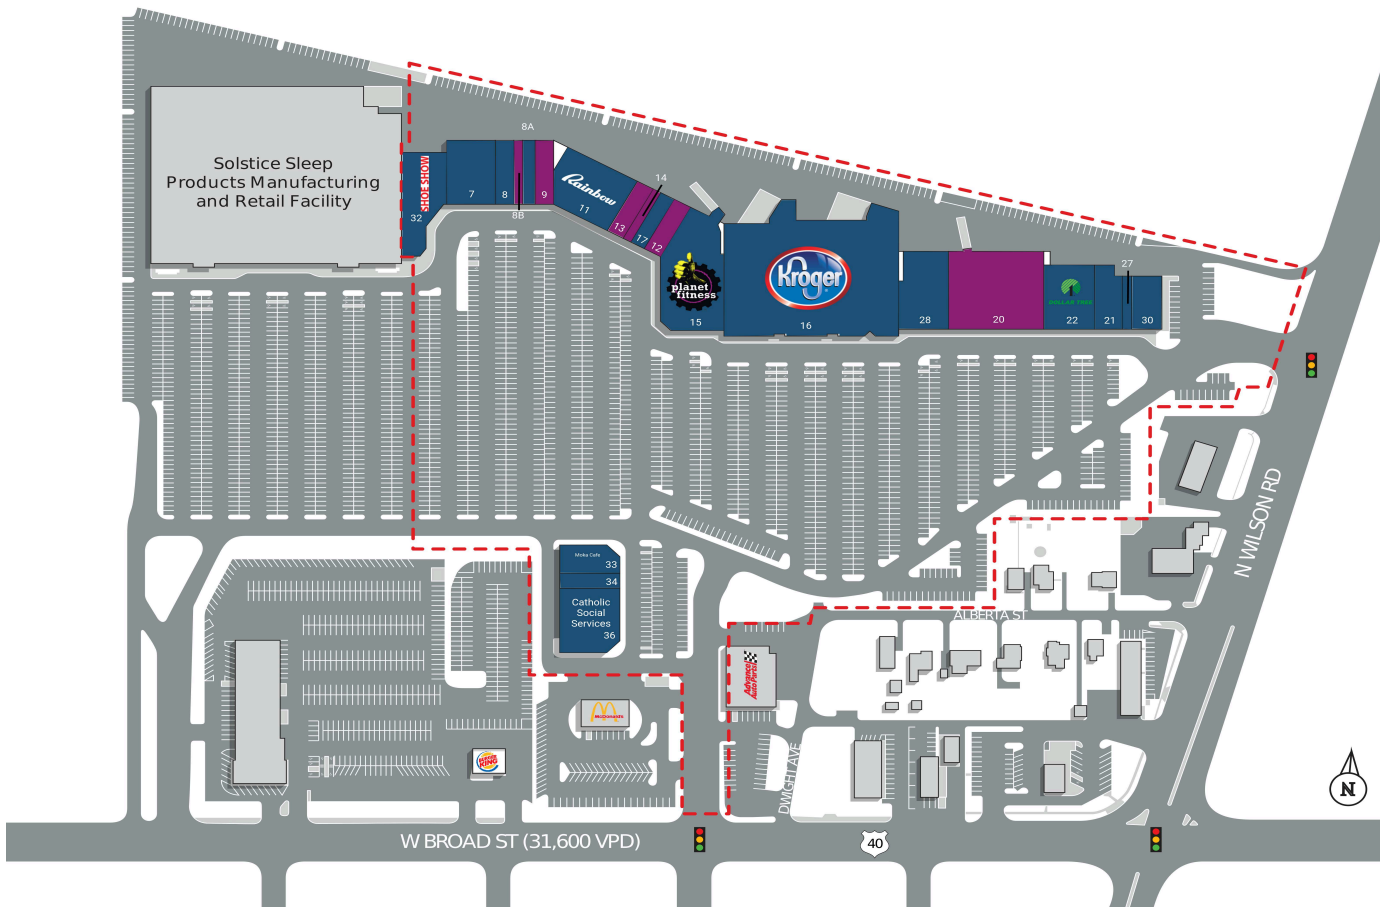 Solstice Sleep
Products Manufacturing
and Retail Facility
SHOE SHOW
32
7
8
8A
8B
9
Rainbow
11
13
14
17
12
planet
fitness
15
Kroger
16
28
20
DOLLAR TREE
22
21
27
30
Moka Cafe
33
34
Catholic
Social
Services
36
Advance
Auto Parts
McDonald's
BURGER
KING
ALBERTA ST
DWIGHT AVE
N WILSON RD
W BROAD ST (31,600 VPD)
40
N